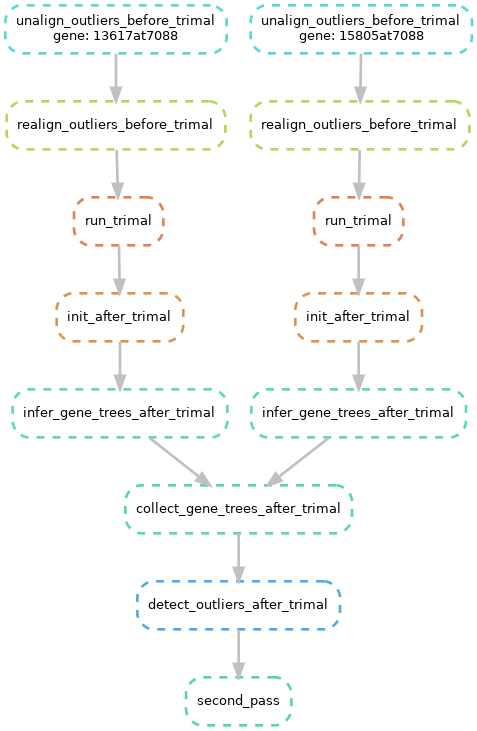 unalign_outliers_before_trimal
gene: 13617at7088
unalign_outliers_before_trimal
gene: 15805at7088
realign_outliers_before_trimal
realign_outliers_before_trimal
run_trimal
run_trimal
init_after_trimal
init_after_trimal
infer_gene_trees_after_trimal
infer_gene_trees_after_trimal
collect_gene_trees_after_trimal
detect_outliers_after_trimal
second_pass